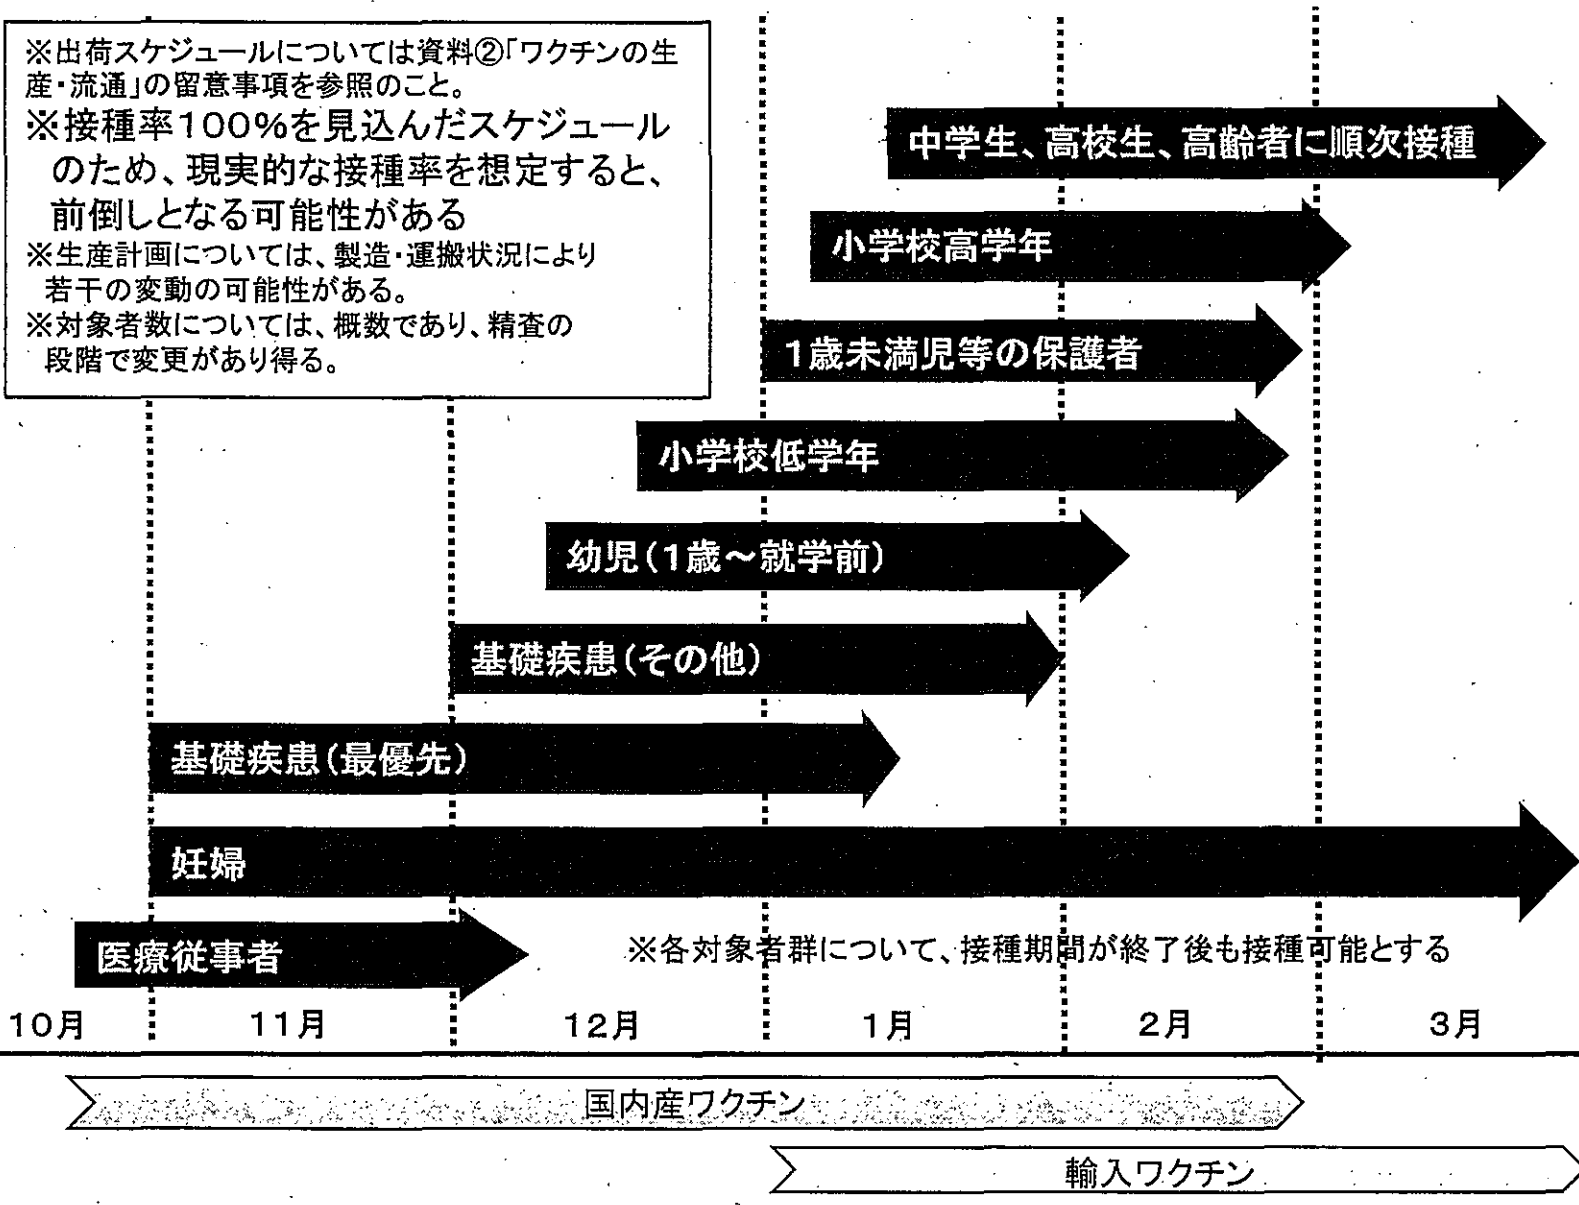 ※出荷スケジュールについては資料②「ワクチンの生
産・流通」の留意事項を参照のこと。
※接種率100%を見込んだスケジュール
のため、現実的な接種率を想定すると、
前倒しとなる可能性がある
※生産計画については、製造・運搬状況により
若干の変動の可能性がある。
※対象者数については、概数であり、精査の
段階で変更があり得る。
中学生、高校生、高齢者に順次接種
小学校高学年
1歳未満児等の保護者
小学校低学年
幼児(1歳～就学前)
基礎疾患(その他)
基礎疾患(最優先)
妊婦
医療従事者
※各対象者群について、接種期間が終了後も接種可能とする
10月 11月 12月 1月 2月 3月
国内産ワクチン
輸入ワクチン